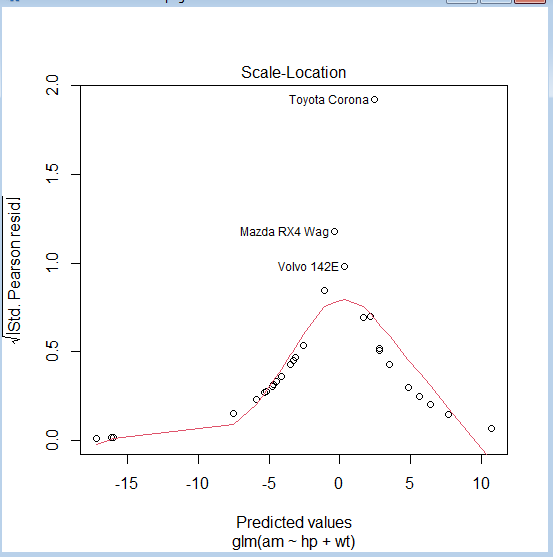 Scale-Location
2.0
1.5
1.0
0.5
0.0
√|Std. Pearson resid.|
Toyota Corona
Mazda RX4 Wag
Volvo 142E
-15 -10 -5 0 5 10
Predicted values
glm(am ~ hp + wt)